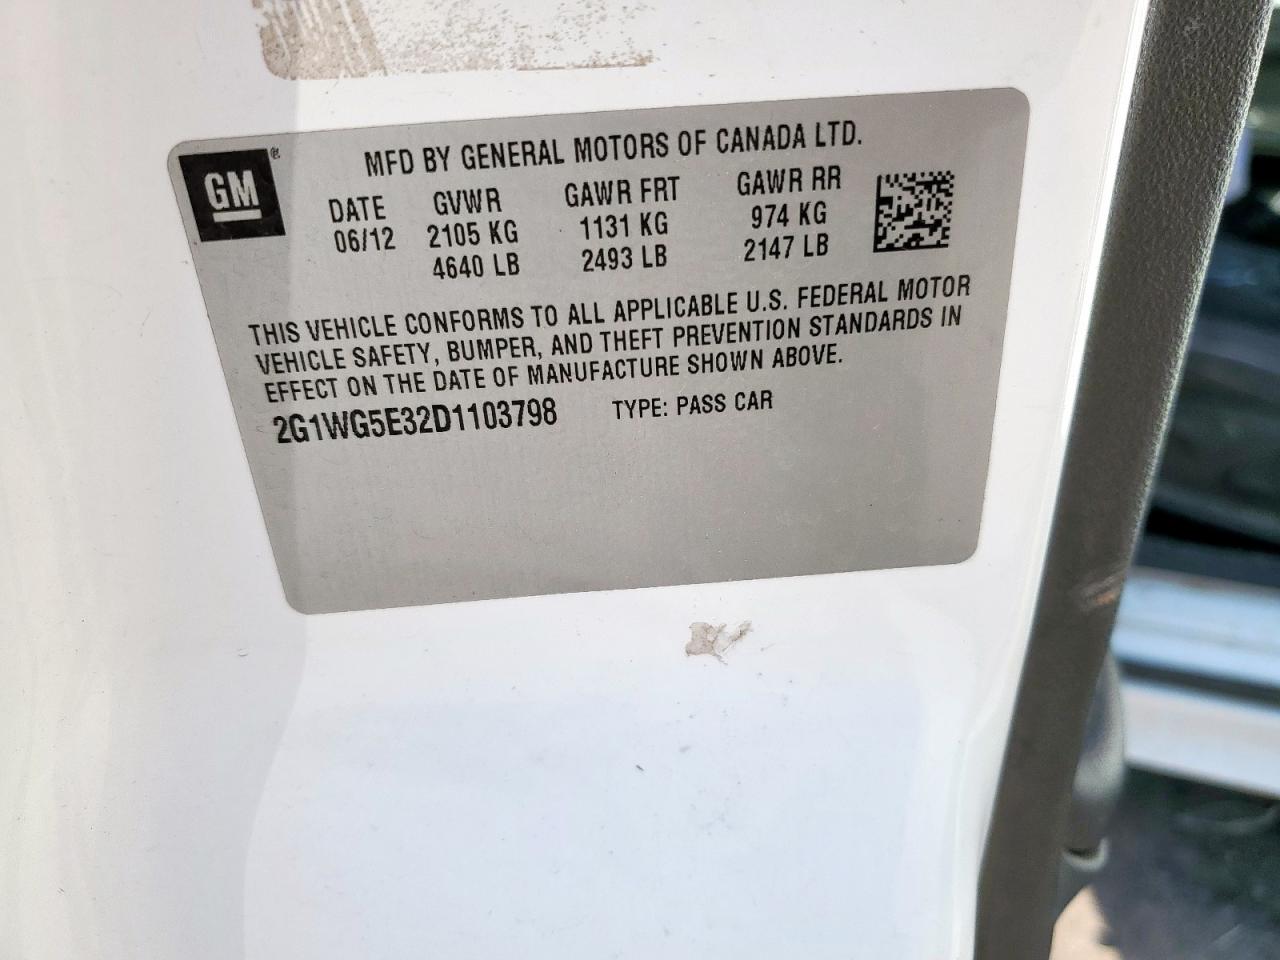 GM
MFD BY GENERAL MOTORS OF CANADA LTD.
DATE GVWR GAWR FRT GAWR RR
06/12 2105 KG 1131 KG 974 KG
4640 LB 2493 LB 2147 LB
THIS VEHICLE CONFORMS TO ALL APPLICABLE U.S. FEDERAL MOTOR
VEHICLE SAFETY, BUMPER, AND THEFT PREVENTION STANDARDS IN
EFFECT ON THE DATE OF MANUFACTURE SHOWN ABOVE.
2G1WG5E32D1103798 TYPE: PASS CAR